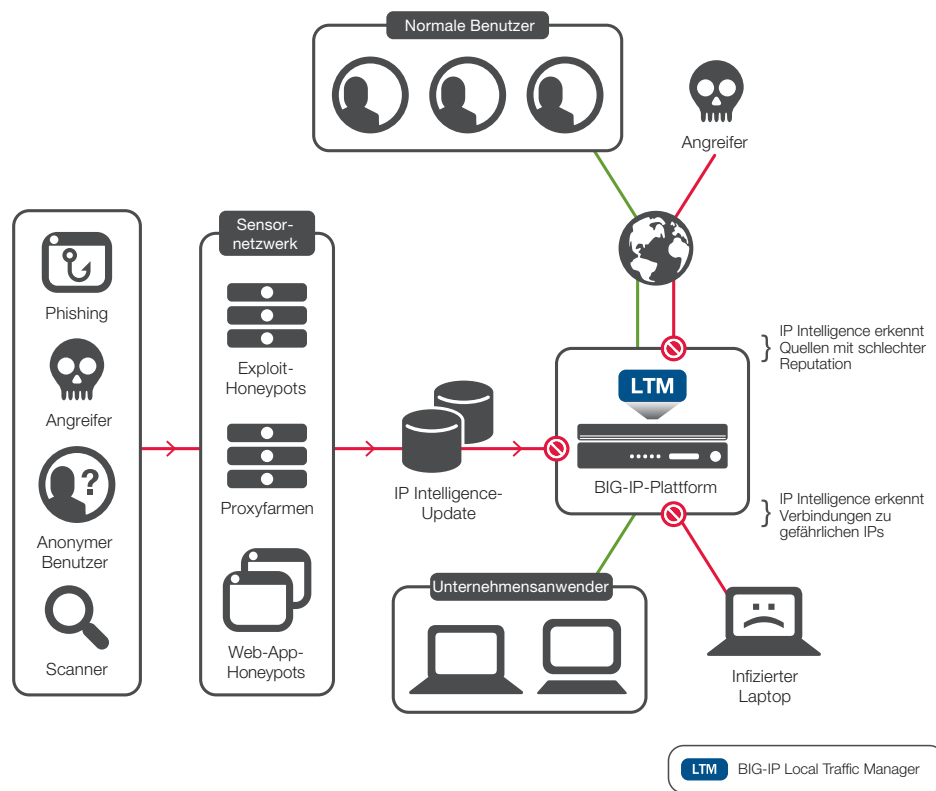 Normale Benutzer
Angreifer
Sensor-
netzwerk
Phishing
Angreifer
Anonymer
Benutzer
Scanner
Exploit-
Honeypots
Proxyfarmen
Web-App-
Honeypots
IP Intelligence-
Update
LTM
BIG-IP-Plattform
IP Intelligence erkennt
Quellen mit schlechter
Reputation
IP Intelligence erkennt
Verbindungen zu
gefährlichen IPs
Unternehmensanwender
Infizierter
Laptop
LTM BIG-IP Local Traffic Manager